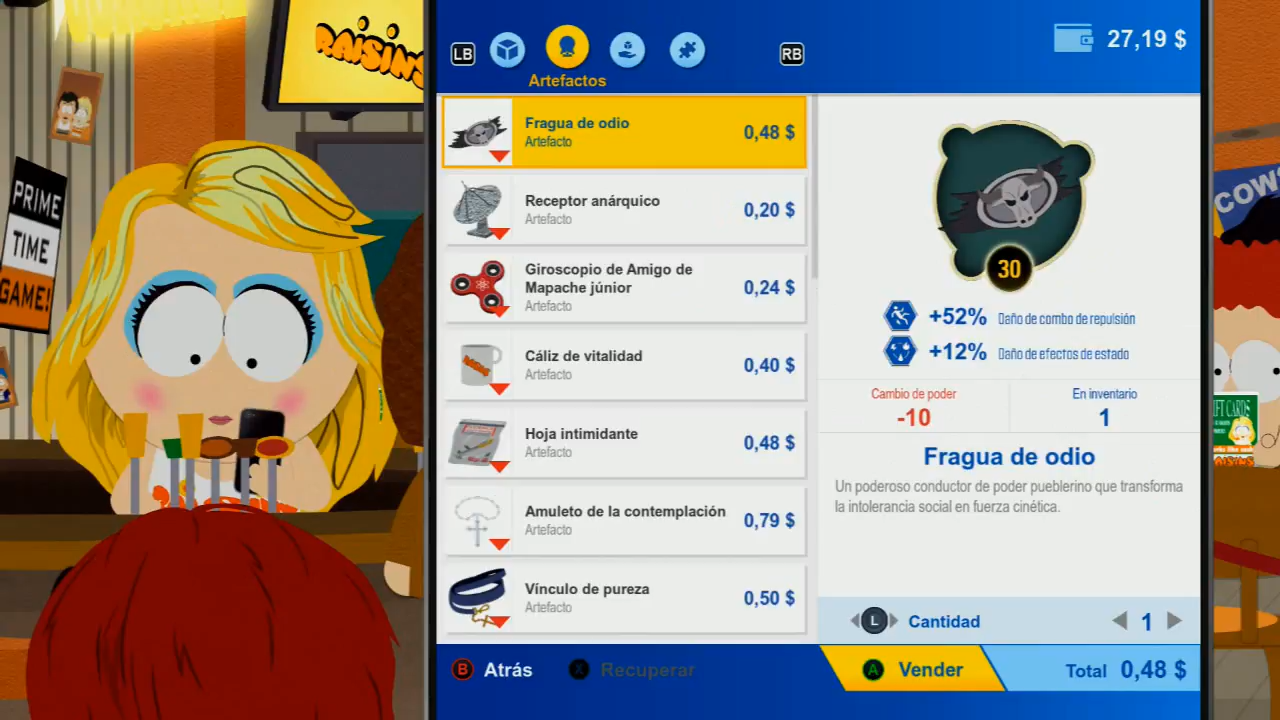 RAISINS
PRIME
TIME
GAME!
LB
RB
Artefactos
27,19 $
Fragua de odio
Artefacto
0,48 $
Receptor anárquico
Artefacto
0,20 $
Giroscopio de Amigo de
Mapache júnior
Artefacto
0,24 $
Cáliz de vitalidad
Artefacto
0,40 $
Hoja intimidante
Artefacto
0,48 $
Amuleto de la contemplación
Artefacto
0,79 $
Vínculo de pureza
Artefacto
0,50 $
30
+52% Daño de combo de repulsión
+12% Daño de efectos de estado
Cambio de poder
-10
En inventario
1
Fragua de odio
Un poderoso conductor de poder pueblerino que transforma
la intolerancia social en fuerza cinética.
L Cantidad 1
B Atrás
X Recuperar
A Vender
Total 0,48 $
COWS
IFT CARDS
RAISINS